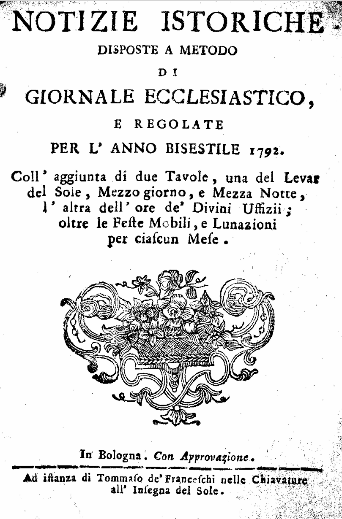 NOTIZIE ISTORICHE
DISPOSTE A METODO
DI
GIORNALE ECCLESIASTICO,
E REGOLATE
PER L' ANNO BISESTILE 1792.
Coll' aggiunta di due Tavole, una del Levar
del Sole, Mezzo giorno, e Mezza Notte,
l' altra dell' ore de' Divini Uffizii;
oltre le Feſte Mobili, e Lunazioni
per ciaſcun Meſe.
In Bologna. Con Approvazione.
Ad iſtanza di Tommaſo de' Franceſchi nelle Chiavature
all' Inſegna del Sole.